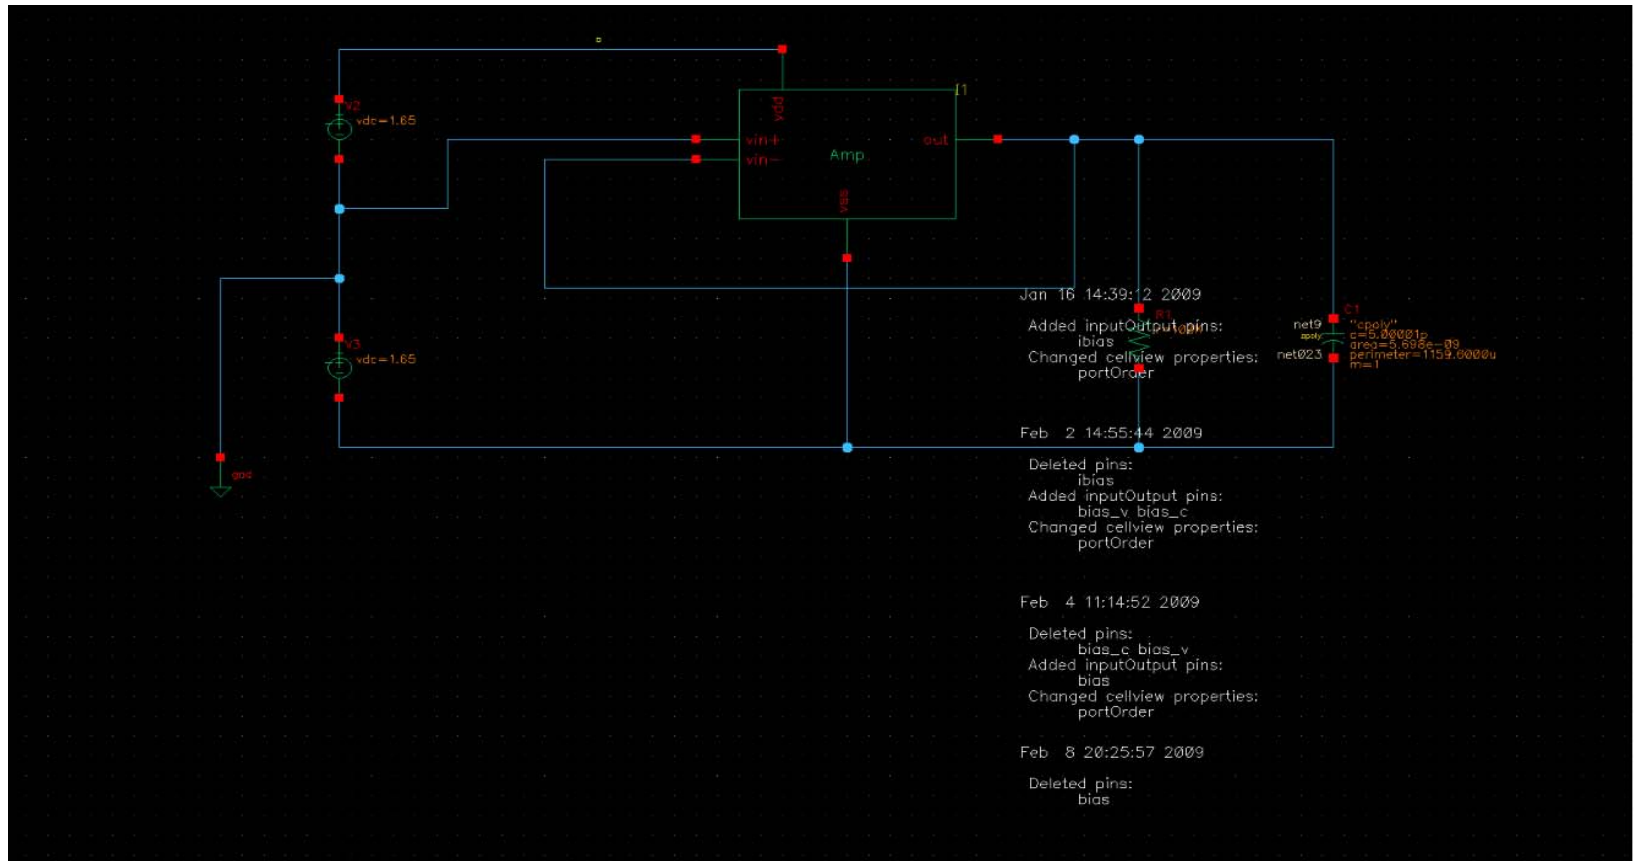 I1
V2
vdc=1.65
vdd
vin+
vin-
Amp
out
vss
Jan 16 14:39:12 2009
Added inputOutput pins:
ibias
Changed cellview properties:
portOrder
R1
V3
vdc=1.65
C1
net9
"cpoly"
cpoly
c=5.00001p
area=5.698e-09
net023
perimeter=1159.6000u
m=1
Feb 2 14:55:44 2009
Deleted pins:
ibias
Added inputOutput pins:
bias_v bias_c
Changed cellview properties:
portOrder
gnd
Feb 4 11:14:52 2009
Deleted pins:
bias_c bias_v
Added inputOutput pins:
bias
Changed cellview properties:
portOrder
Feb 8 20:25:57 2009
Deleted pins:
bias